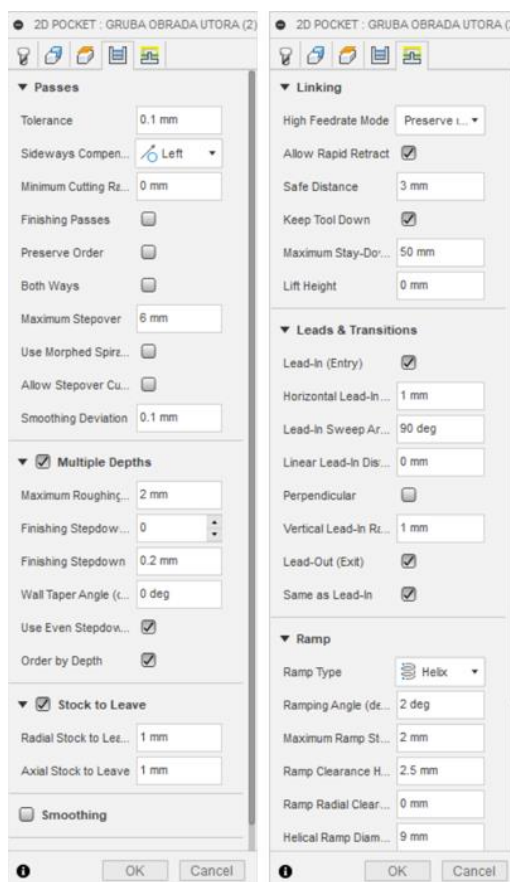 2D POCKET : GRUBA OBRADA UTORA (2)
Passes
Tolerance 0.1 mm
Sideways Compen... Left
Minimum Cutting Ra... 0 mm
Finishing Passes
Preserve Order
Both Ways
Maximum Stepover 6 mm
Use Morphed Spira...
Allow Stepover Cu...
Smoothing Deviation 0.1 mm
Multiple Depths
Maximum Roughing... 2 mm
Finishing Stepdow... 0
Finishing Stepdown 0.2 mm
Wall Taper Angle (c... 0 deg
Use Even Stepdow...
Order by Depth
Stock to Leave
Radial Stock to Lea... 1 mm
Axial Stock to Leave 1 mm
Smoothing
OK Cancel
2D POCKET : GRUBA OBRADA UTORA (
Linking
High Feedrate Mode Preserve r...
Allow Rapid Retract
Safe Distance 3 mm
Keep Tool Down
Maximum Stay-Do... 50 mm
Lift Height 0 mm
Leads & Transitions
Lead-In (Entry)
Horizontal Lead-In... 1 mm
Lead-In Sweep Ar... 90 deg
Linear Lead-In Dis... 0 mm
Perpendicular
Vertical Lead-In Ra... 1 mm
Lead-Out (Exit)
Same as Lead-In
Ramp
Ramp Type Helix
Ramping Angle (de... 2 deg
Maximum Ramp St... 2 mm
Ramp Clearance H... 2.5 mm
Ramp Radial Clear... 0 mm
Helical Ramp Diam... 9 mm
OK Cancel